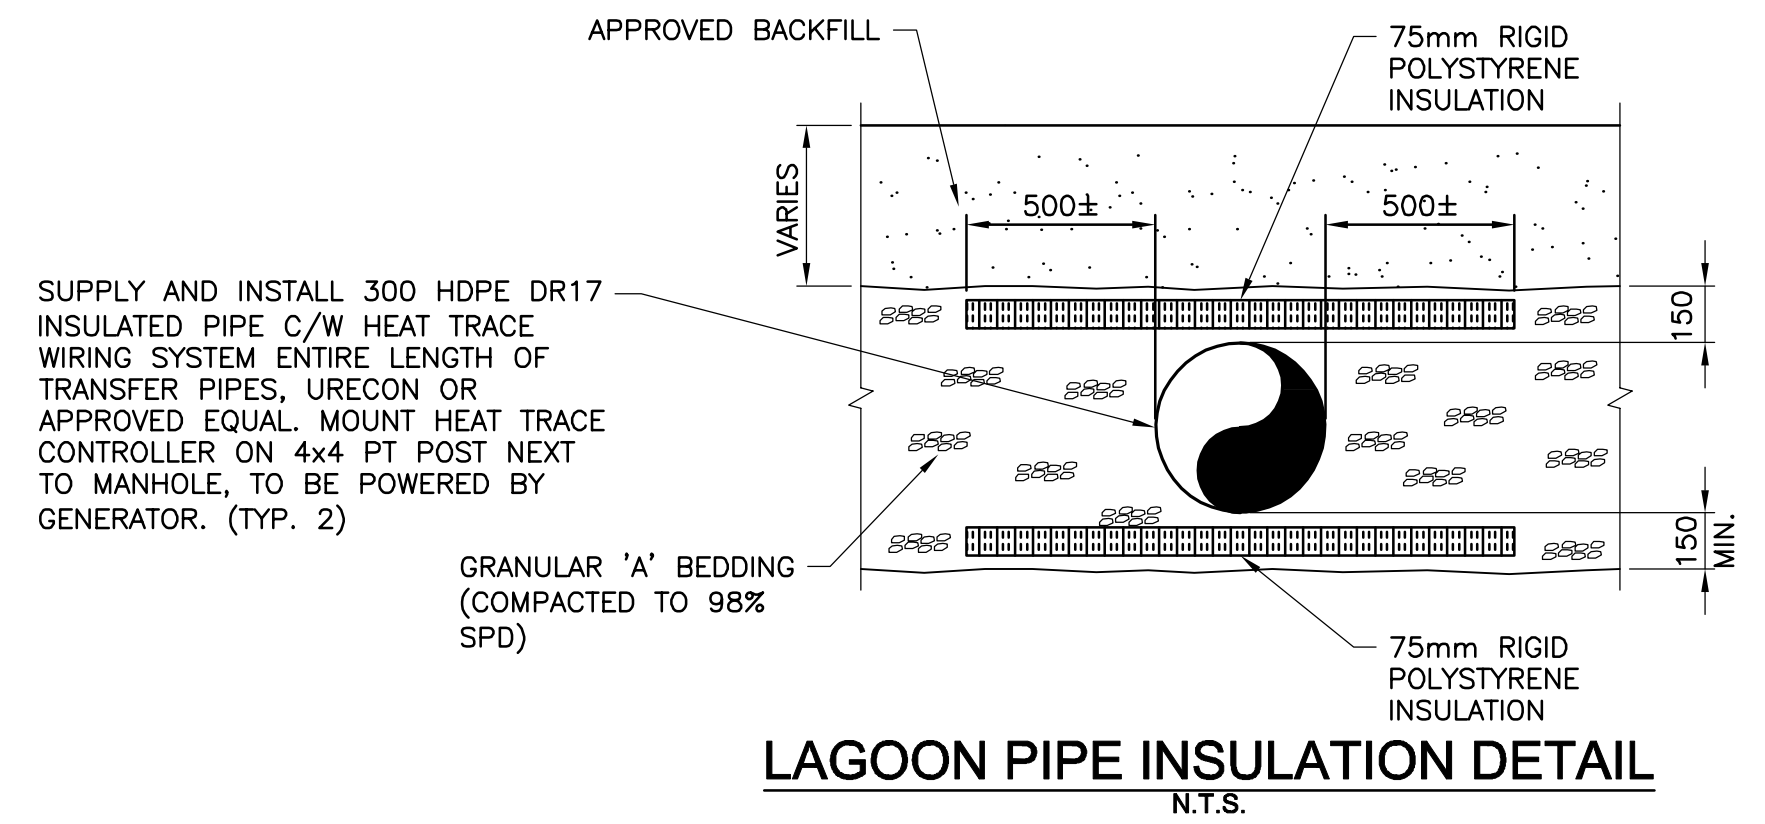 APPROVED BACKFILL
75mm RIGID
POLYSTYRENE
INSULATION
VARIES
500±
500±
SUPPLY AND INSTALL 300 HDPE DR17
INSULATED PIPE C/W HEAT TRACE
WIRING SYSTEM ENTIRE LENGTH OF
TRANSFER PIPES, URECON OR
APPROVED EQUAL. MOUNT HEAT TRACE
CONTROLLER ON 4x4 PT POST NEXT
TO MANHOLE, TO BE POWERED BY
GENERATOR. (TYP. 2)
150
150
MIN.
GRANULAR 'A' BEDDING
(COMPACTED TO 98%
SPD)
75mm RIGID
POLYSTYRENE
INSULATION
LAGOON PIPE INSULATION DETAIL
N.T.S.